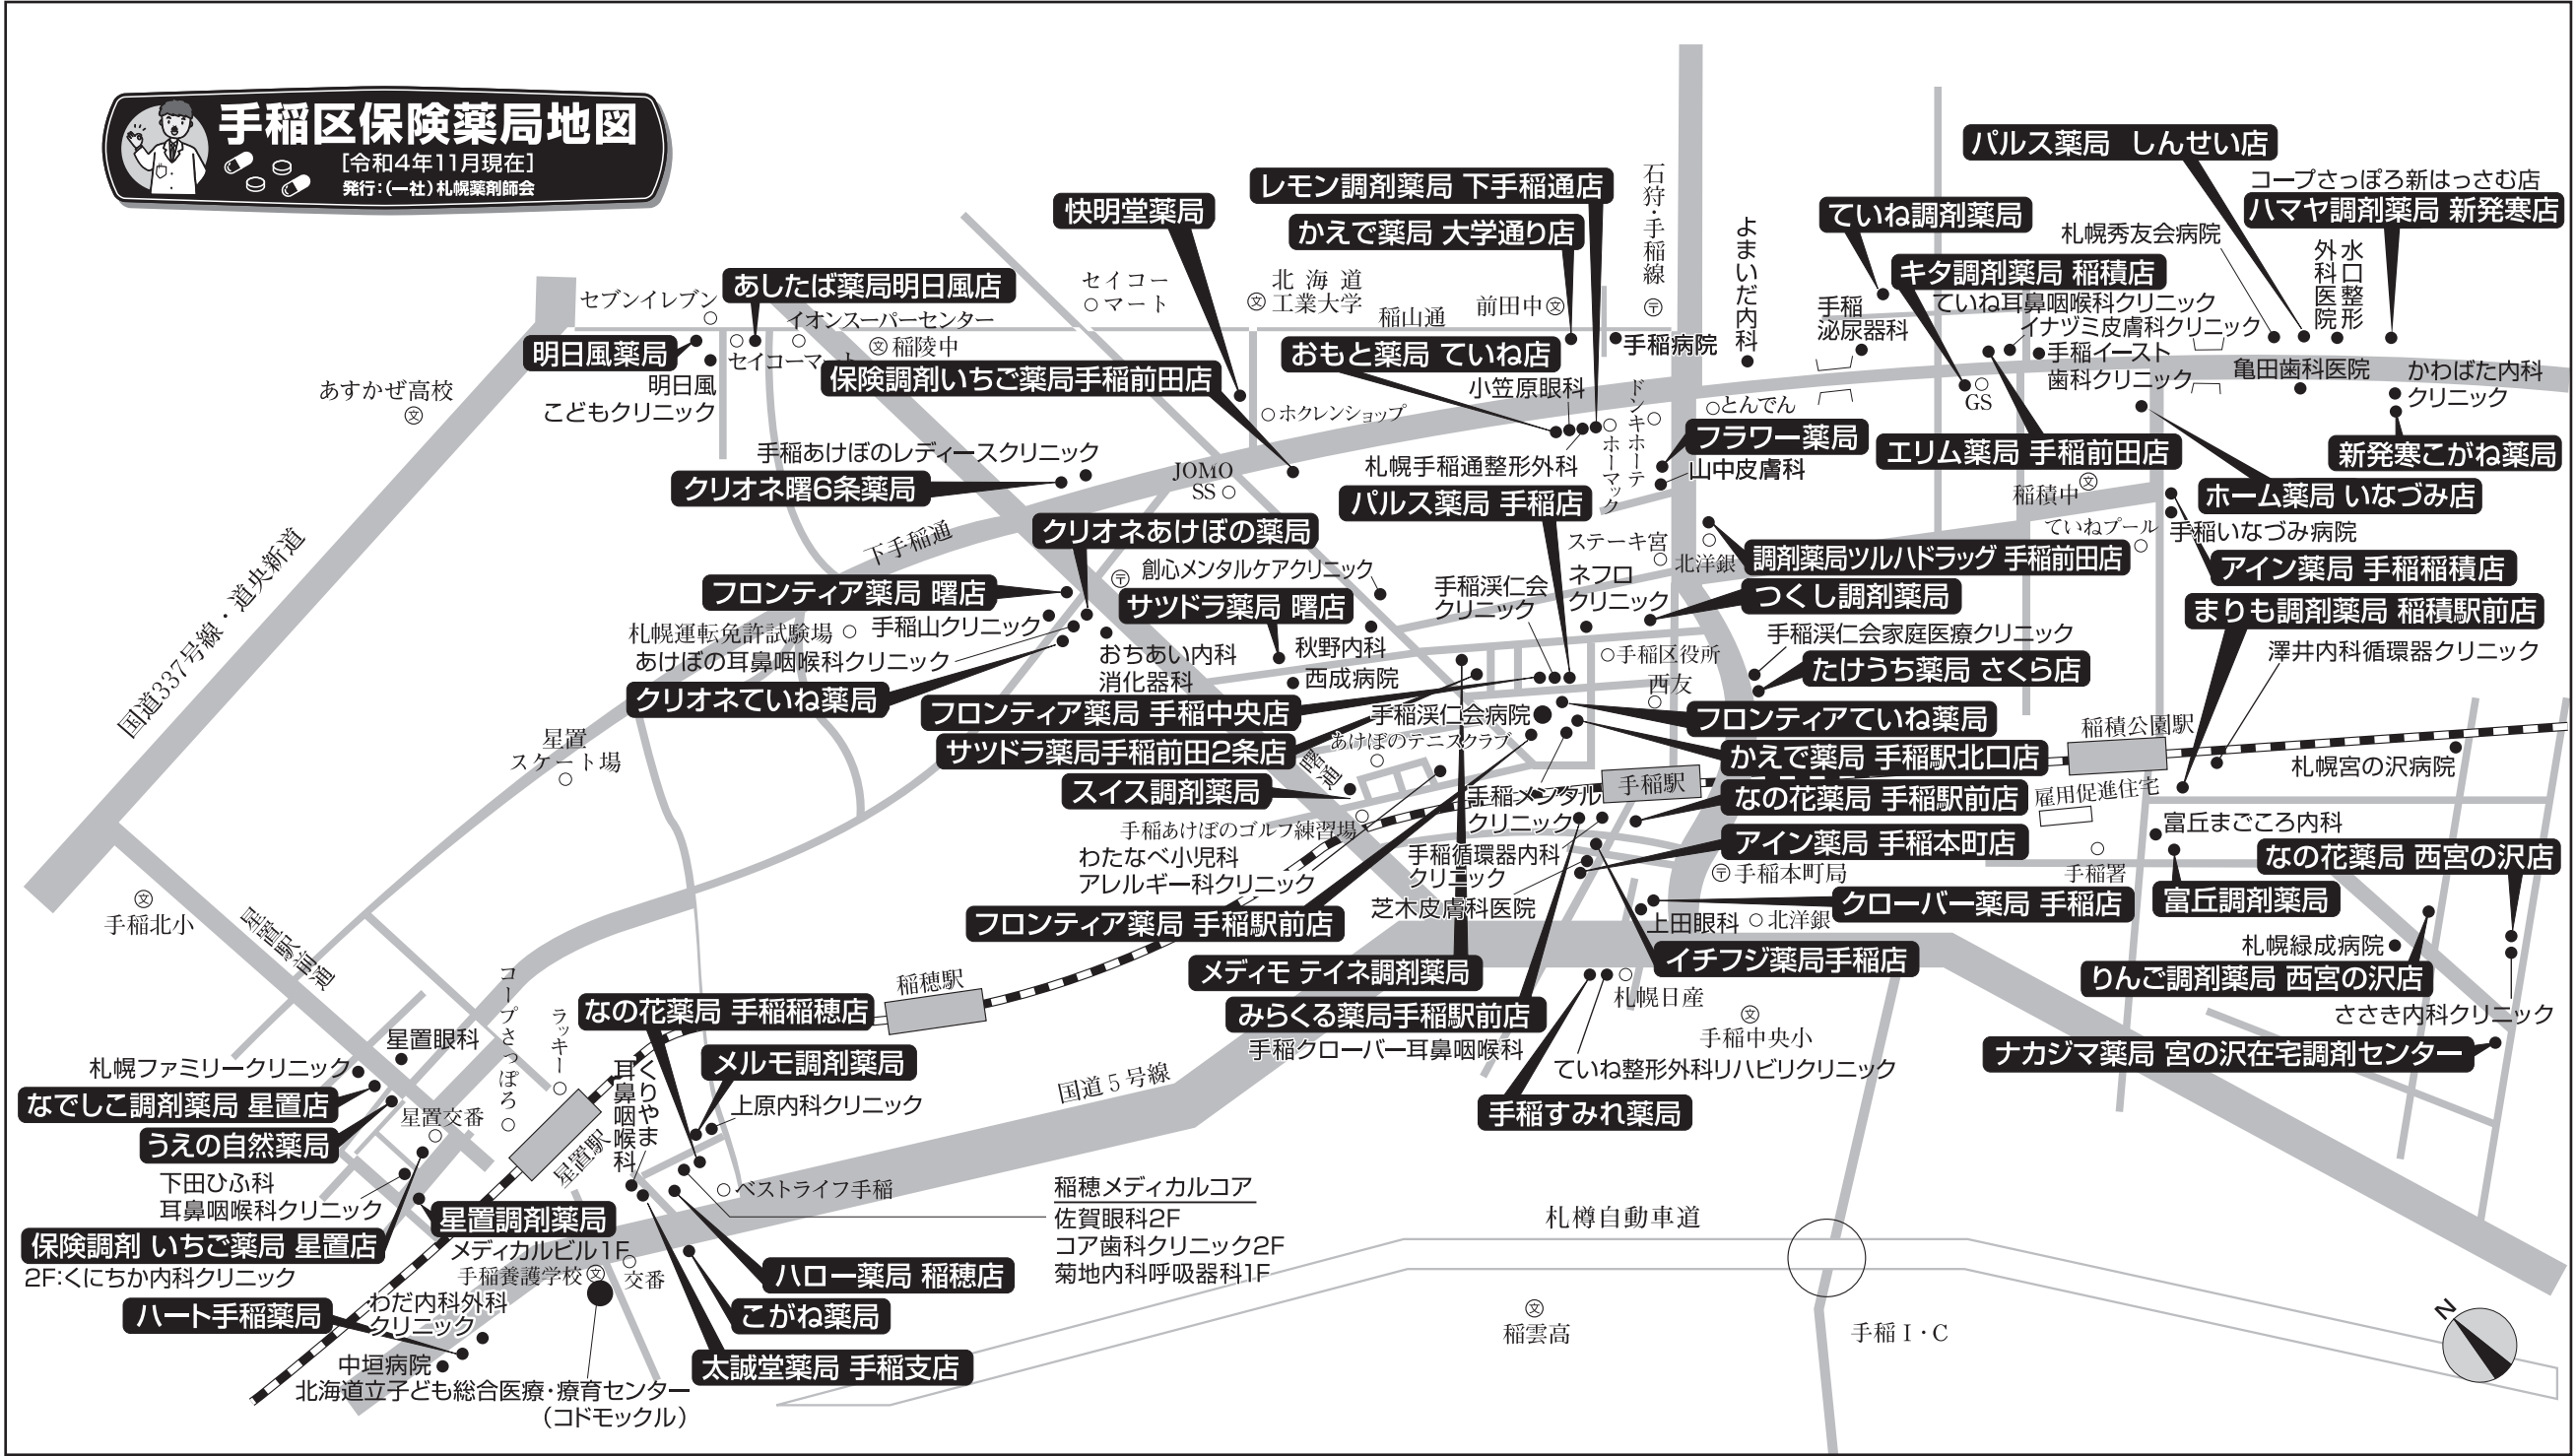 手稲区保険薬局地図
［令和4年11月現在］
発行：（一社）札幌薬剤師会
パルス薬局　しんせい店
コープさっぽろ新はっさむ店
ハマヤ調剤薬局 新発寒店
レモン調剤薬局 下手稲通店
快明堂薬局
かえで薬局 大学通り店
石狩・手稲線
よまいだ内科
ていね調剤薬局
札幌秀友会病院
水口整形
外科医院
キタ調剤薬局 稲積店
ていね耳鼻咽喉科クリニック
イナヅミ皮膚科クリニック
手稲イースト
歯科クリニック
手稲
泌尿器科
亀田歯科医院
かわばた内科
クリニック
新発寒こがね薬局
GS
エリム薬局 手稲前田店
ホーム薬局 いなづみ店
稲積中
ていねプール
手稲いなづみ病院
アイン薬局 手稲稲積店
セブンイレブン
あしたば薬局明日風店
イオンスーパーセンター
稲陵中
セイコーマート
明日風薬局
明日風
こどもクリニック
あすかぜ高校
セイコー
マート
北海道
工業大学
稲山通
前田中
手稲病院
保険調剤いちご薬局手稲前田店
おもと薬局 ていね店
小笠原眼科
ホクレンショップ
ドンキホーテ
ホーマック
とんでん
フラワー薬局
山中皮膚科
札幌手稲通整形外科
パルス薬局 手稲店
JOMO
SS
手稲あけぼのレディースクリニック
クリオネ曙6条薬局
下手稲通
クリオネあけぼの薬局
創心メンタルケアクリニック
サツドラ薬局 曙店
フロンティア薬局 曙店
札幌運転免許試験場
手稲山クリニック
あけぼの耳鼻咽喉科クリニック
クリオネていね薬局
おちあい内科
消化器科
秋野内科
西成病院
手稲渓仁会
クリニック
ネフロ
クリニック
ステーキ宮
北洋銀
調剤薬局ツルハドラッグ 手稲前田店
つくし調剤薬局
手稲渓仁会家庭医療クリニック
手稲区役所
西友
たけうち薬局 さくら店
まりも調剤薬局 稲積駅前店
澤井内科循環器クリニック
フロンティア薬局 手稲中央店
サツドラ薬局手稲前田2条店
スイス調剤薬局
手稲渓仁会病院
あけぼのテニスクラブ
曙通
フロンティアていね薬局
かえで薬局 手稲駅北口店
なの花薬局 手稲駅前店
アイン薬局 手稲本町店
手稲駅
手稲メンタル
クリニック
手稲循環器内科
クリニック
芝木皮膚科医院
手稲あけぼのゴルフ練習場
わたなべ小児科
アレルギー科クリニック
フロンティア薬局 手稲駅前店
手稲本町局
クローバー薬局 手稲店
上田眼科
北洋銀
イチフジ薬局手稲店
メディモ テイネ調剤薬局
みらくる薬局手稲駅前店
手稲クローバー耳鼻咽喉科
札幌日産
手稲中央小
ていね整形外科リハビリクリニック
手稲すみれ薬局
稲積公園駅
雇用促進住宅
札幌宮の沢病院
富丘まごころ内科
手稲署
富丘調剤薬局
なの花薬局 西宮の沢店
札幌緑成病院
りんご調剤薬局 西宮の沢店
ささき内科クリニック
ナカジマ薬局 宮の沢在宅調剤センター
国道337号線・道央新道
星置
スケート場
手稲北小
星置駅前通
コープさっぽろ
ラッキー
稲穂駅
なの花薬局 手稲稲穂店
メルモ調剤薬局
上原内科クリニック
くりやま
耳鼻咽喉科
星置眼科
札幌ファミリークリニック
なでしこ調剤薬局 星置店
うえの自然薬局
星置交番
下田ひふ科
耳鼻咽喉科クリニック
星置駅
星置調剤薬局
メディカルビル1F
保険調剤 いちご薬局 星置店
2F：くにちか内科クリニック
手稲養護学校
交番
ハート手稲薬局
わだ内科外科
クリニック
中垣病院
北海道立子ども総合医療・療育センター
（コドモックル）
ベストライフ手稲
ハロー薬局 稲穂店
こがね薬局
太誠堂薬局 手稲支店
稲穂メディカルコア
佐賀眼科2F
コア歯科クリニック2F
菊地内科呼吸器科1F
国道5号線
札樽自動車道
稲雲高
手稲I・C
N